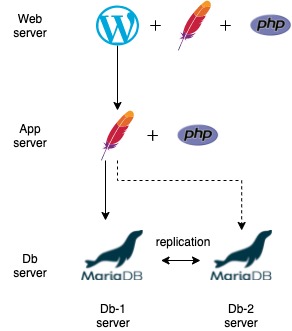 Web
server
+
+
php
App
server
+
php
Db
server
replication
MariaDB
MariaDB
Db-1
server
Db-2
server